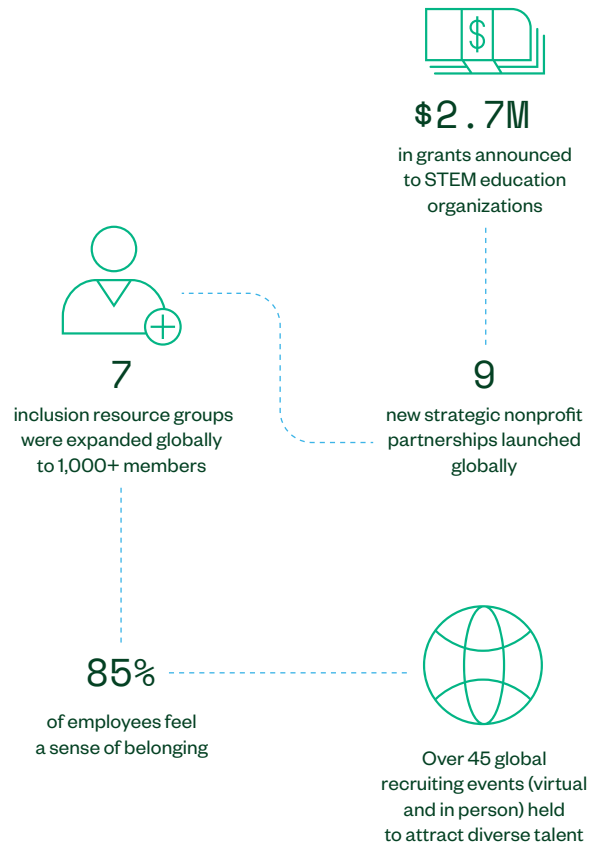 $
$2.7M
in grants announced
to STEM education
organizations
7
inclusion resource groups
were expanded globally
to 1,000+ members
9
new strategic nonprofit
partnerships launched
globally
85%
of employees feel
a sense of belonging
Over 45 global
recruiting events (virtual
and in person) held
to attract diverse talent